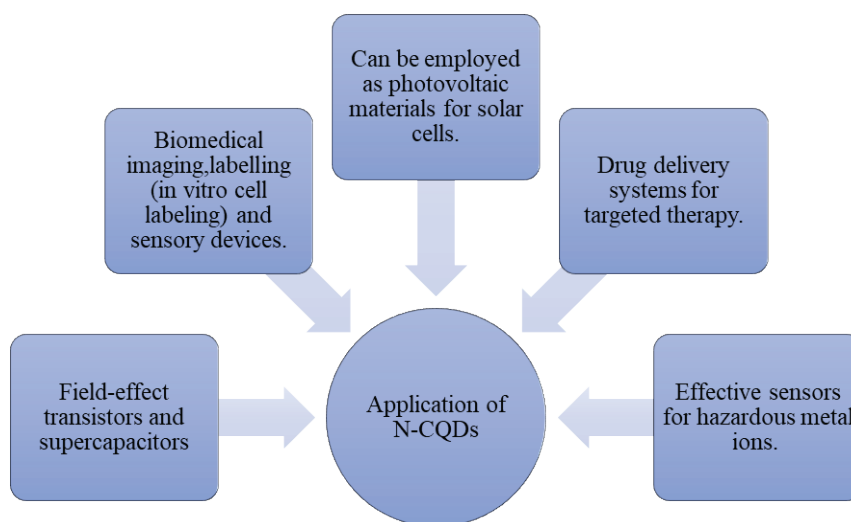 Can be employed
as photovoltaic
materials for solar
cells.
Biomedical
imaging,labelling
(in vitro cell
labeling) and
sensory devices.
Drug delivery
systems for
targeted therapy.
Field-effect
transistors and
supercapacitors
Application of
N-CQDs
Effective sensors
for hazardous metal
ions.